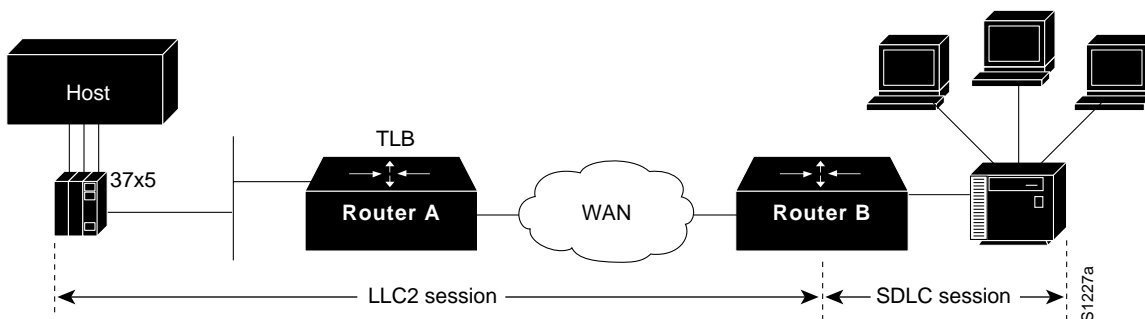 Host
37x5
TLB
Router A
WAN
Router B
LLC2 session
SDLC session
S1227a